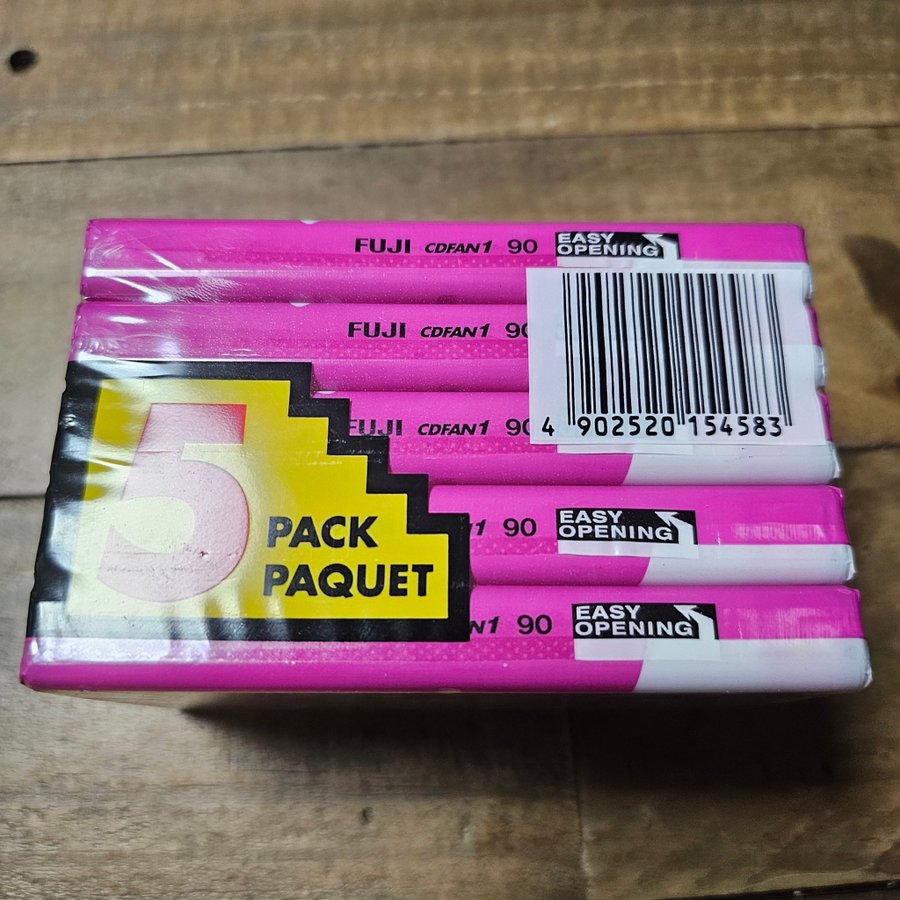 FUJI CDFAN1 90 EASY OPENING
FUJI CDFAN1 90
FUJI CDFAN1 90
4 902520 154583
5
PACK
PAQUET
1 90 EASY OPENING
N1 90 EASY OPENING